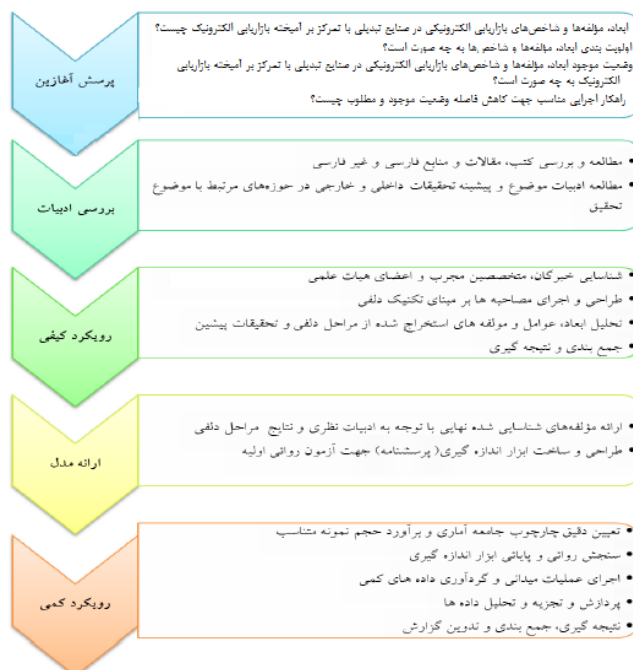 پرسش آغازین
ابعاد، مؤلفه‌ها و شاخص‌های بازاریابی الکترونیکی در صنایع تبدیلی با تمرکز بر آمیخته بازاریابی الکترونیک چیست؟
اولویت بندی ابعاد، مؤلفه‌ها و شاخص‌ها به چه صورت است؟
وضعیت موجود ابعاد، مؤلفه‌ها و شاخص‌های بازاریابی الکترونیکی در صنایع تبدیلی با تمرکز بر آمیخته بازاریابی
الکترونیک به چه صورت است؟
راهکار اجرایی مناسب جهت کاهش فاصله وضعیت موجود و مطلوب چیست؟
بررسی ادبیات
• مطالعه و بررسی کتب، مقالات و منابع فارسی و غیر فارسی
• مطالعه ادبیات موضوع و پیشینه تحقیقات داخلی و خارجی در حوزه‌های مرتبط با موضوع
تحقیق
رویکرد کیفی
• شناسایی خبرگان، متخصصین مجرب و اعضای هیات علمی
• طراحی و اجرای مصاحبه ها بر مبنای تکنیک دلفی
• تحلیل ابعاد، عوامل و مولفه های استخراج شده از مراحل دلفی و تحقیقات پیشین
• جمع بندی و نتیجه گیری
ارائه مدل
• ارائه مؤلفه‌های شناسایی شده نهایی با توجه به ادبیات نظری و نتایج مراحل دلفی
• طراحی و ساخت ابزار اندازه گیری( پرسشنامه) جهت آزمون روائی اولیه
رویکرد کمی
• تعیین دقیق چارچوب جامعه آماری و برآورد حجم نمونه متناسب
• سنجش روائی و پایائی ابزار اندازه گیری
• اجرای عملیات میدانی و گردآوری داده های کمی
• پردازش و تجزیه و تحلیل داده ها
• نتیجه گیری، جمع بندی و تدوین گزارش